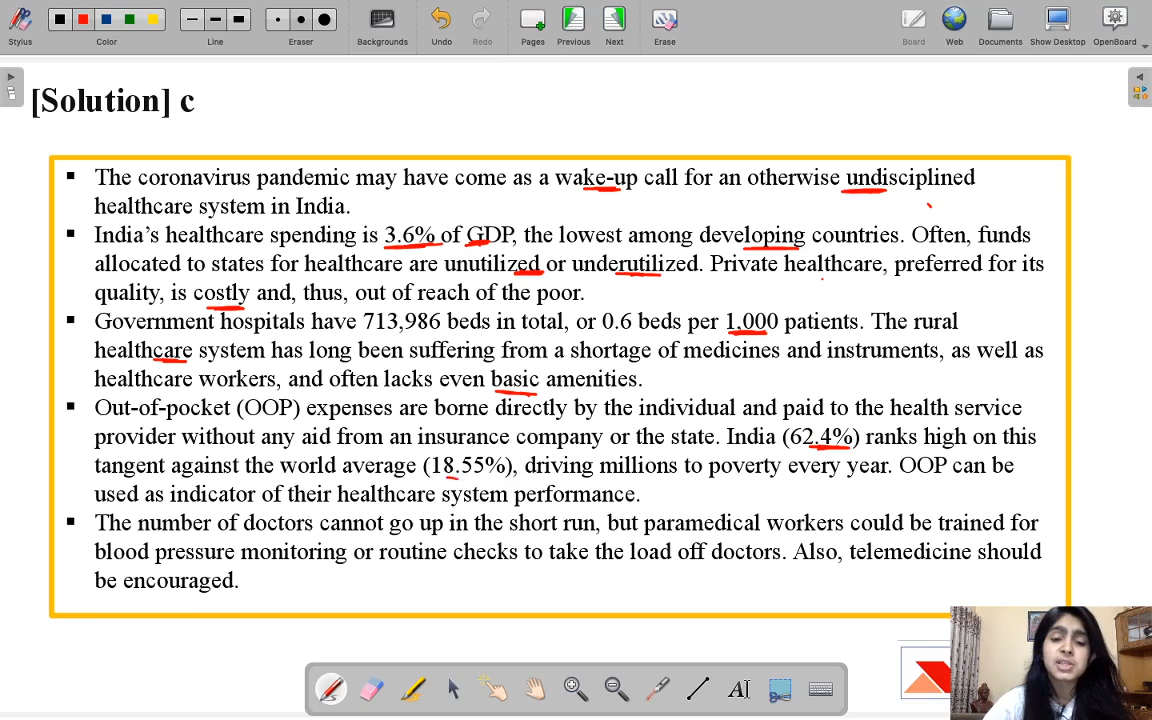 Stylus Color Line Eraser Backgrounds Undo Redo Pages Previous Next Erase Board Web Documents Show Desktop OpenBoard
[Solution] c
▪ The coronavirus pandemic may have come as a wake-up call for an otherwise undisciplined
healthcare system in India.
▪ India’s healthcare spending is 3.6% of GDP, the lowest among developing countries. Often, funds
allocated to states for healthcare are unutilized or underutilized. Private healthcare, preferred for its
quality, is costly and, thus, out of reach of the poor.
▪ Government hospitals have 713,986 beds in total, or 0.6 beds per 1,000 patients. The rural
healthcare system has long been suffering from a shortage of medicines and instruments, as well as
healthcare workers, and often lacks even basic amenities.
▪ Out-of-pocket (OOP) expenses are borne directly by the individual and paid to the health service
provider without any aid from an insurance company or the state. India (62.4%) ranks high on this
tangent against the world average (18.55%), driving millions to poverty every year. OOP can be
used as indicator of their healthcare system performance.
▪ The number of doctors cannot go up in the short run, but paramedical workers could be trained for
blood pressure monitoring or routine checks to take the load off doctors. Also, telemedicine should
be encouraged.
AI